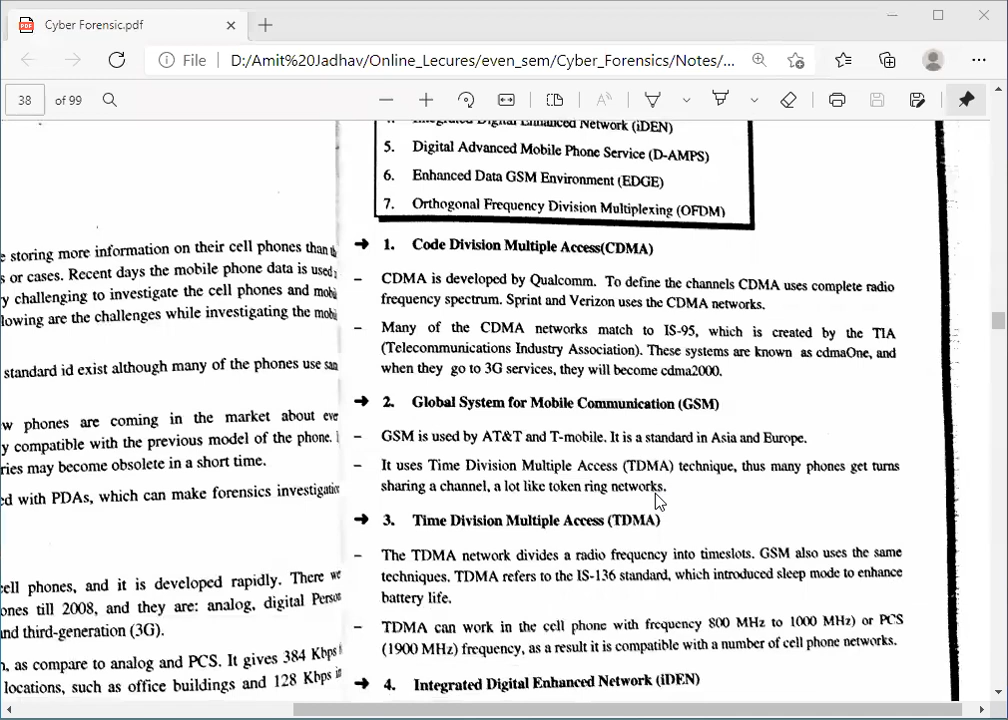 Cyber Forensic.pdf
File
D:/Amit%20Jadhav/Online_Lecures/even_sem/Cyber_Forensics/Notes/...
38 of 99
Integrated Digital Enhanced Network (iDEN)
5. Digital Advanced Mobile Phone Service (D-AMPS)
6. Enhanced Data GSM Environment (EDGE)
7. Orthogonal Frequency Division Multiplexing (OFDM)
e storing more information on their cell phones than
s or cases. Recent days the mobile phone data is used
y challenging to investigate the cell phones and
lowing are the challenges while investigating the
standard id exist although many of the phones use
w phones are coming in the market about eve
y compatible with the previous model of the phone.
ries may become obsolete in a short time.
ed with PDAs, which can make forensics
cell phones, and it is developed rapidly. There we
ones till 2008, and they are: analog, digital
nd third-generation (3G).
, as compare to analog and PCS. It gives 384 Kbps
locations, such as office buildings and 128 Kbps
→ 1. Code Division Multiple Access(CDMA)
– CDMA is developed by Qualcomm. To define the channels CDMA uses complete radio
frequency spectrum. Sprint and Verizon uses the CDMA networks.
– Many of the CDMA networks match to IS-95, which is created by the TIA
(Telecommunications Industry Association). These systems are known as cdmaOne, and
when they go to 3G services, they will become cdma2000.
→ 2. Global System for Mobile Communication (GSM)
– GSM is used by AT&T and T-mobile. It is a standard in Asia and Europe.
– It uses Time Division Multiple Access (TDMA) technique, thus many phones get turns
sharing a channel, a lot like token ring networks.
→ 3. Time Division Multiple Access (TDMA)
– The TDMA network divides a radio frequency into timeslots. GSM also uses the same
techniques. TDMA refers to the IS-136 standard, which introduced sleep mode to enhance
battery life.
– TDMA can work in the cell phone with frequency 800 MHz to 1000 MHz) or PCS
(1900 MHz) frequency, as a result it is compatible with a number of cell phone networks.
→ 4. Integrated Digital Enhanced Network (iDEN)